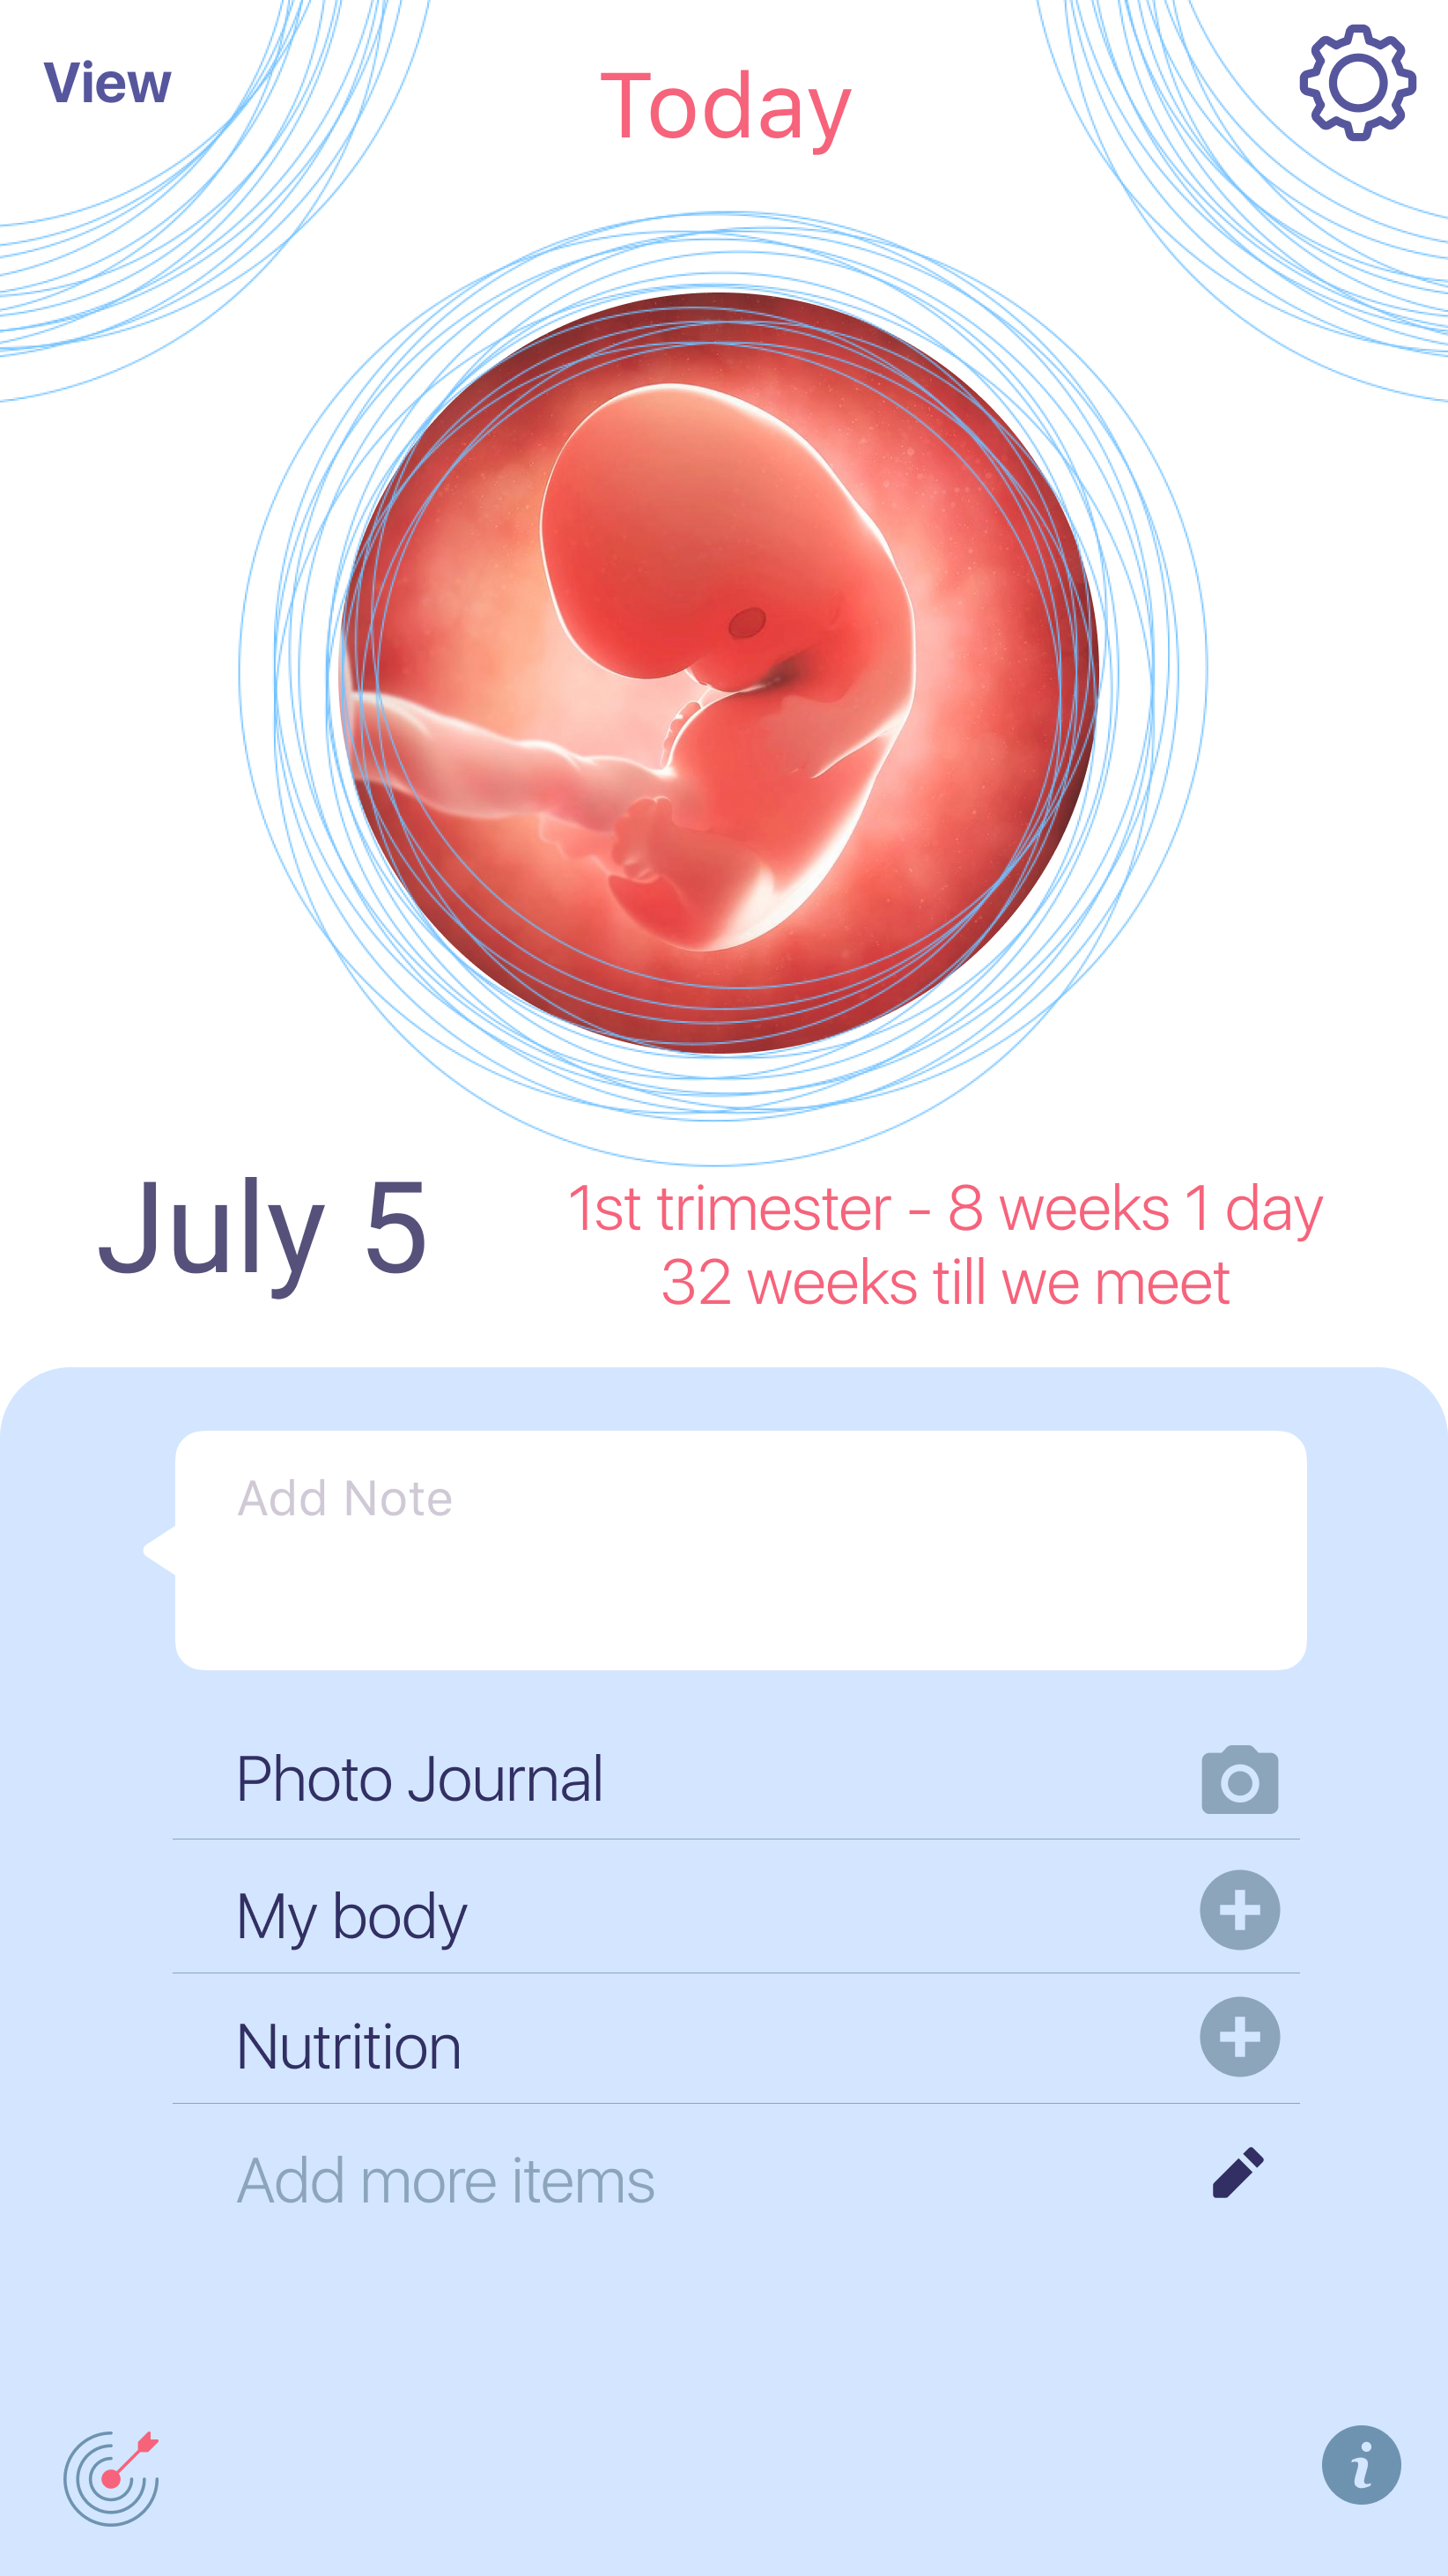 View
Today
July 5
1st trimester - 8 weeks 1 day
32 weeks till we meet
Add Note
Photo Journal
My body
Nutrition
Add more items
i